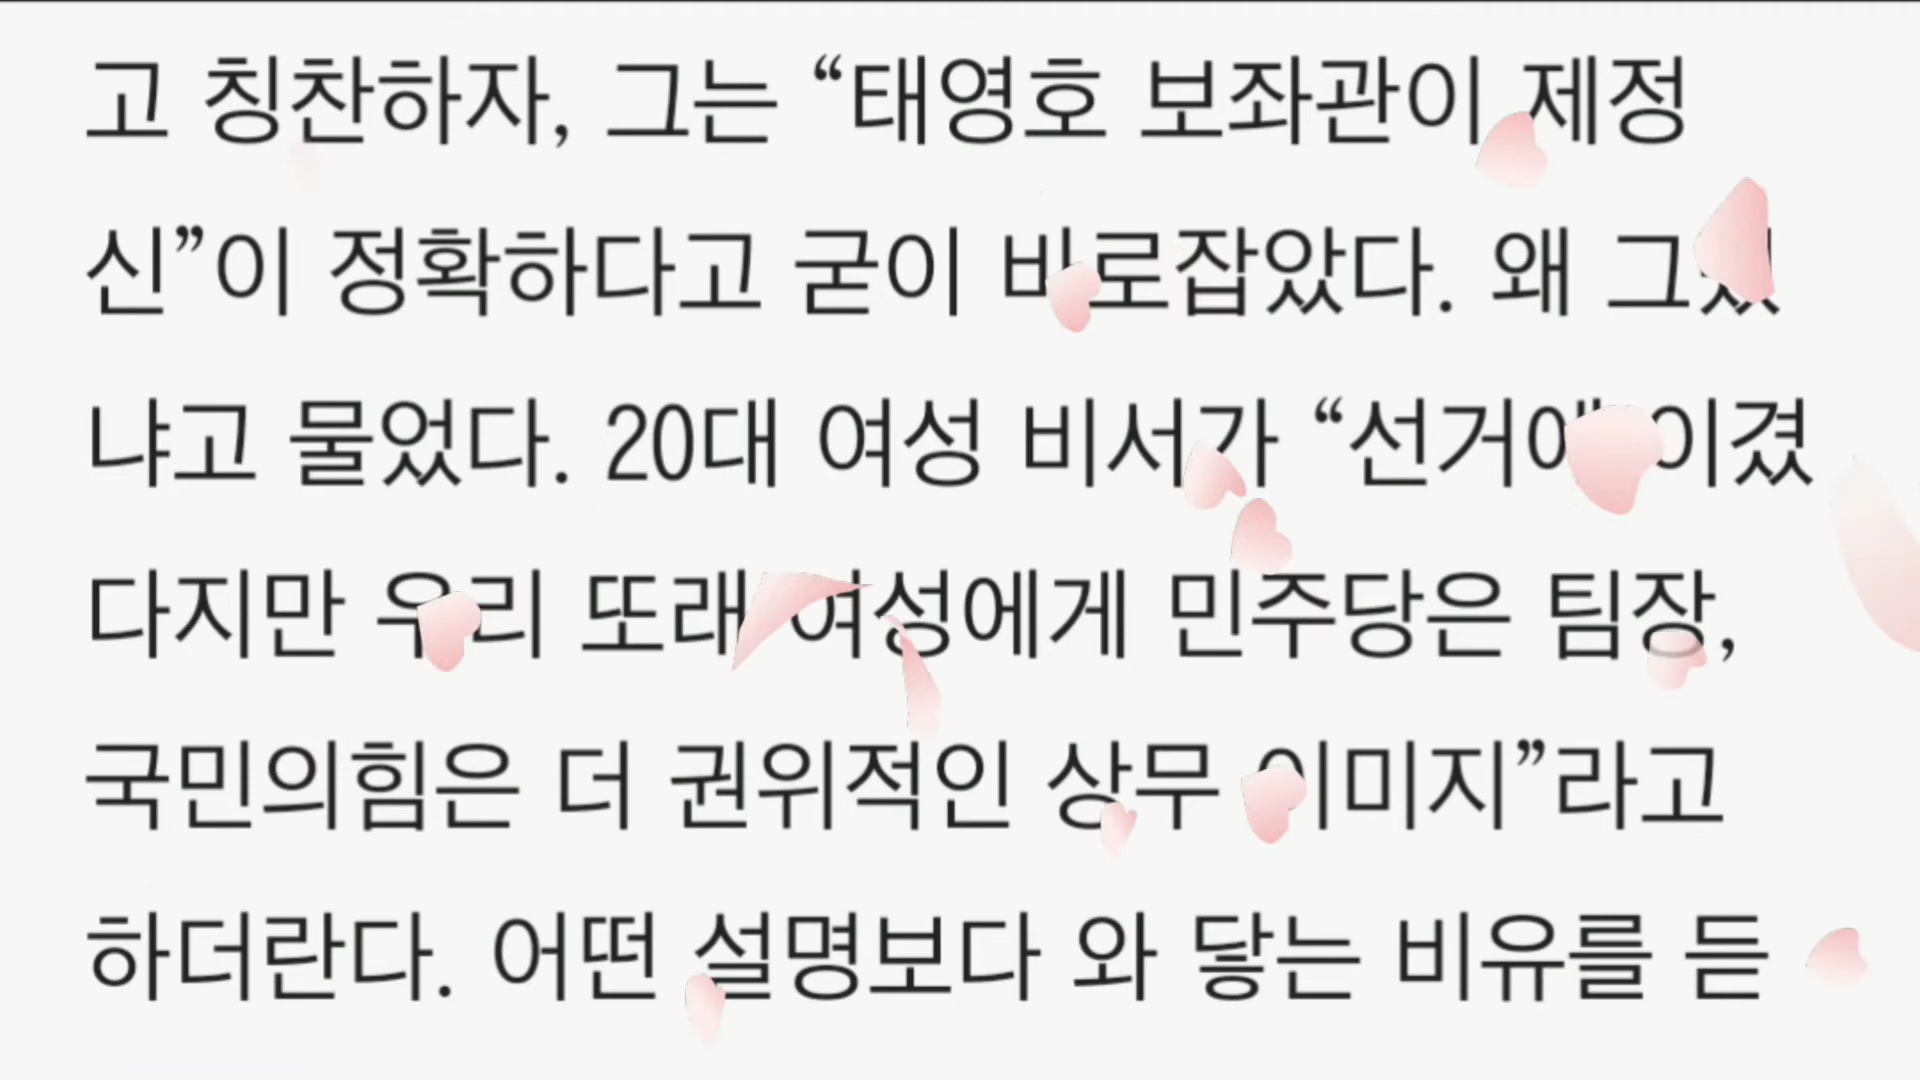 고 칭찬하자, 그는 “태영호 보좌관이 제정
신”이 정확하다고 굳이 바로잡았다. 왜 그랬
냐고 물었다. 20대 여성 비서가 “선거에 이겼
다지만 우리 또래 여성에게 민주당은 팀장,
국민의힘은 더 권위적인 상무 이미지”라고
하더란다. 어떤 설명보다 와 닿는 비유를 듣